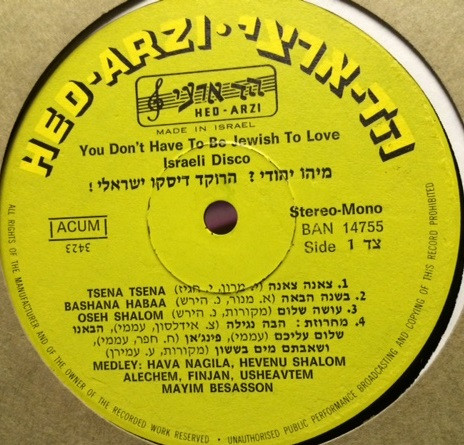 HED-ARZI · הד-ארצי
הד ארצי
HED - ARZI
MADE IN ISRAEL
You Don't Have To Be Jewish To Love
Israeli Disco
מיהו יהודי? הרוקד דיסקו ישראלי!
ACUM
3423
Stereo-Mono
BAN 14755
Side 1 צד
1. צאנה צאנה (י. מרון, י. חגיז)
TSENA TSENA
2. בשנה הבאה (א. מנור, נ. הירש)
BASHANA HABAA
3. עושה שלום (מקורות, נ. הירש)
OSEH SHALOM
4. מחרוזת: הבה נגילה (צ. אידלסון, עממי), הבאנו
שלום עליכם (עממי), פינג'אן (ח. חפר, עממי),
ושאבתם מים בששון (מקורות, ע. עמירן)
MEDLEY: HAVA NAGILA, HEVENU SHALOM
ALECHEM, FINJAN, USHEAVTEM
MAYIM BESASSON
ALL RIGHTS OF THE MANUFACTURER AND OF THE OWNER OF THE RECORDED WORK RESERVED • UNAUTHORISED PUBLIC PERFORMANCE BROADCASTING AND COPYING OF THIS RECORD PROHIBITED